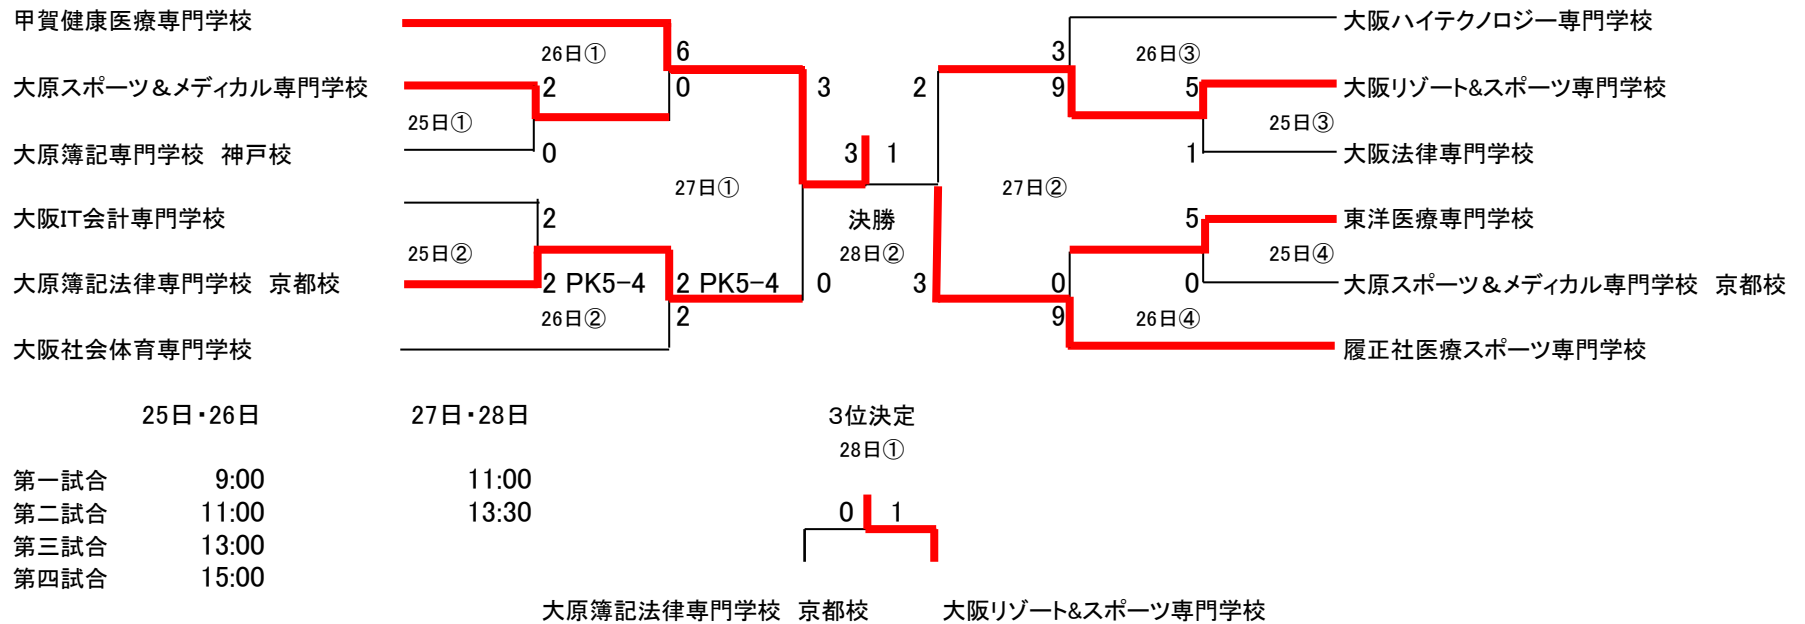 甲賀健康医療専門学校
大阪ハイテクノロジー専門学校
26日① 6 3 26日③
大原スポーツ＆メディカル専門学校 2 0 3 2 9 5 大阪リゾート&スポーツ専門学校
25日① 25日③
大原簿記専門学校　神戸校 0 3 1 1 大阪法律専門学校
27日① 27日②
大阪IT会計専門学校 2 決勝 5 東洋医療専門学校
25日② 28日② 25日④
大原簿記法律専門学校　京都校 2 PK5-4 2 PK5-4 0 3 0 0 大原スポーツ＆メディカル専門学校　京都校
26日② 2 9 26日④
大阪社会体育専門学校 履正社医療スポーツ専門学校
25日・26日 27日・28日 3位決定
28日①
第一試合 9:00 11:00
第二試合 11:00 13:30 0 1
第三試合 13:00
第四試合 15:00
大原簿記法律専門学校　京都校 大阪リゾート&スポーツ専門学校